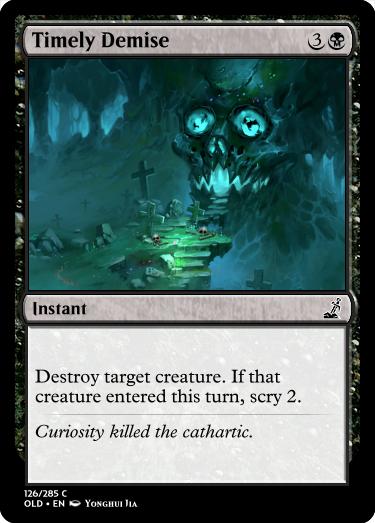 Timely Demise 3
Instant
Destroy target creature. If that
creature entered this turn, scry 2.
Curiosity killed the cathartic.
126/285 C
OLD • EN Yonghui Jia